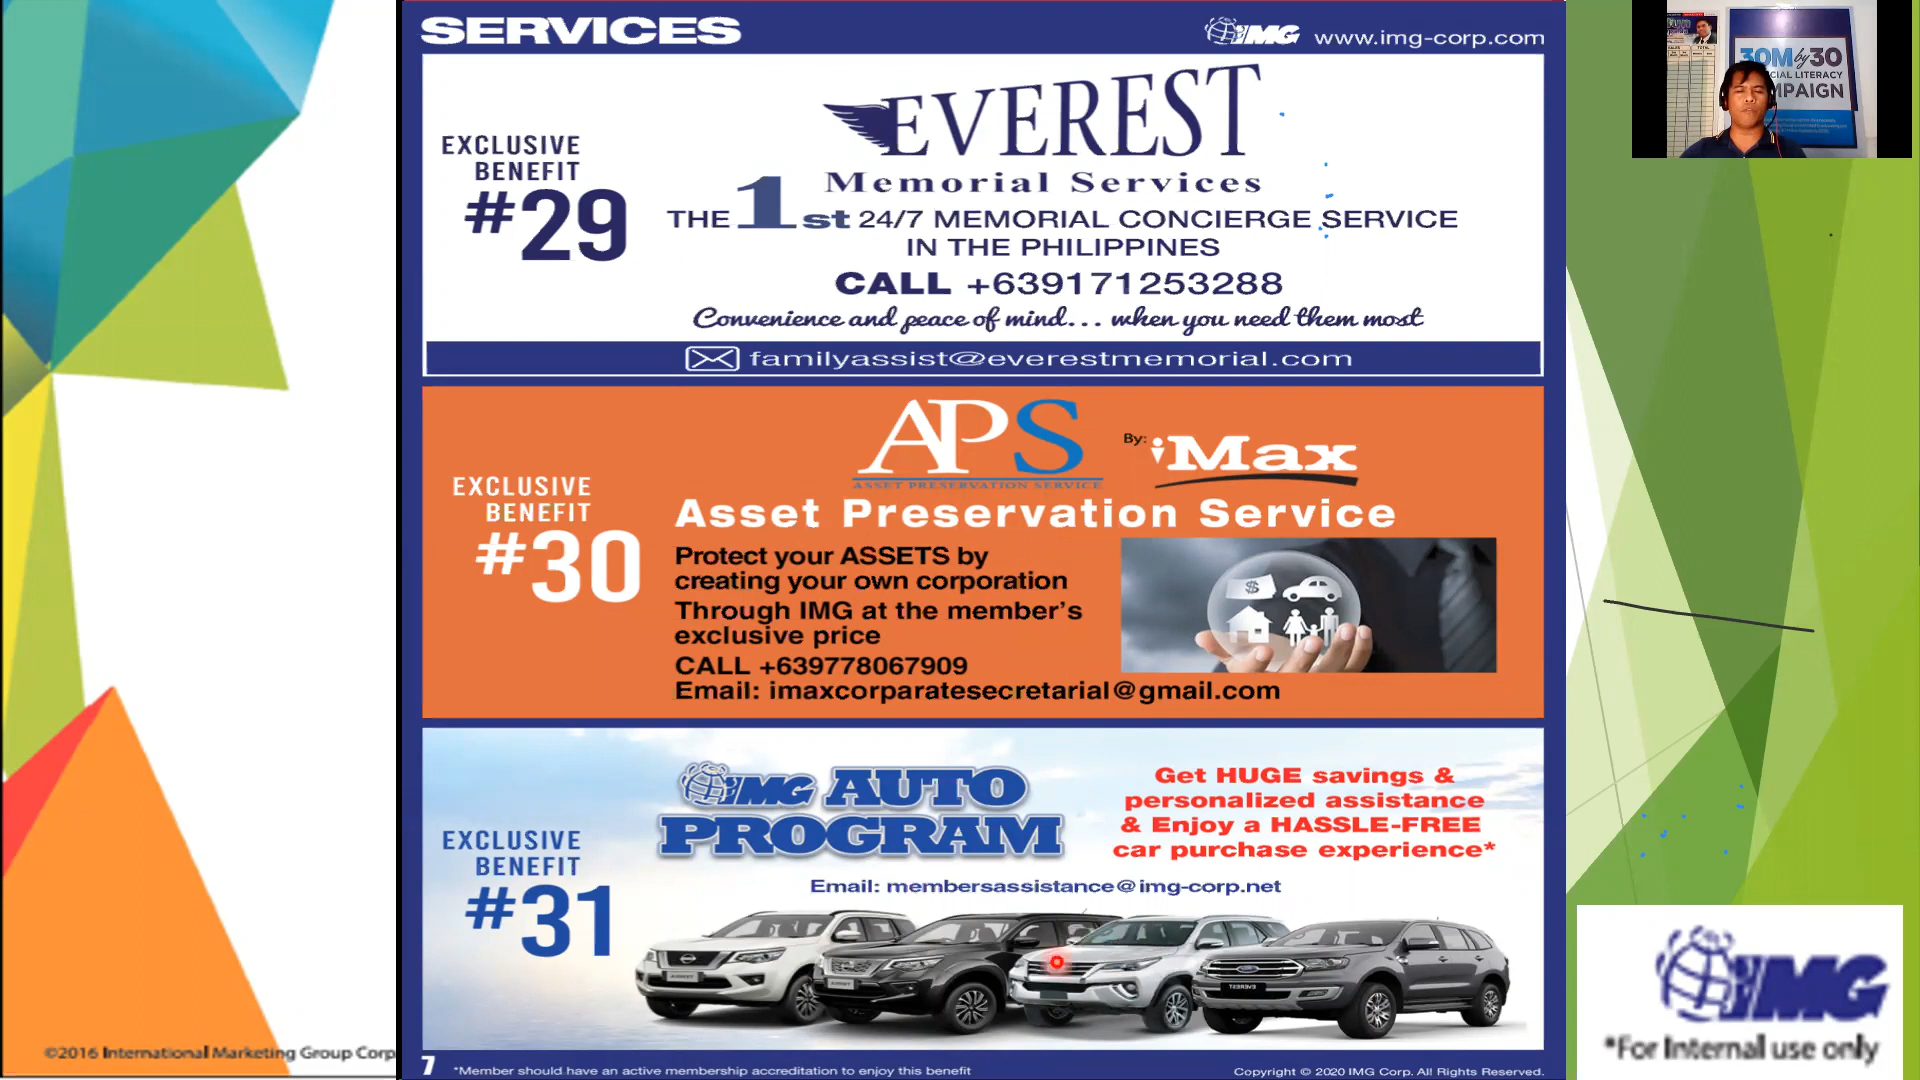 SERVICES
IMG www.img-corp.com
EXCLUSIVE
BENEFIT
#29
EVEREST
Memorial Services
THE 1st 24/7 MEMORIAL CONCIERGE SERVICE
IN THE PHILIPPINES
CALL +639171253288
Convenience and peace of mind... when you need them most
familyassist@everestmemorial.com
EXCLUSIVE
BENEFIT
#30
APS By: iMax
ASSET PRESERVATION SERVICE
Asset Preservation Service
Protect your ASSETS by
creating your own corporation
Through IMG at the member's
exclusive price
CALL +639778067909
Email: imaxcorparatesecretarial@gmail.com
EXCLUSIVE
BENEFIT
#31
IMG AUTO
PROGRAM
Get HUGE savings &
personalized assistance
& Enjoy a HASSLE-FREE
car purchase experience*
Email: membersassistance@img-corp.net
7 *Member should have an active membership accreditation to enjoy this benefit
Copyright © 2020 IMG Corp. All Rights Reserved.
©2016 International Marketing Group Corp
30M by 30
CIAL LITERACY
MPAIGN
IMG
*For Internal use only